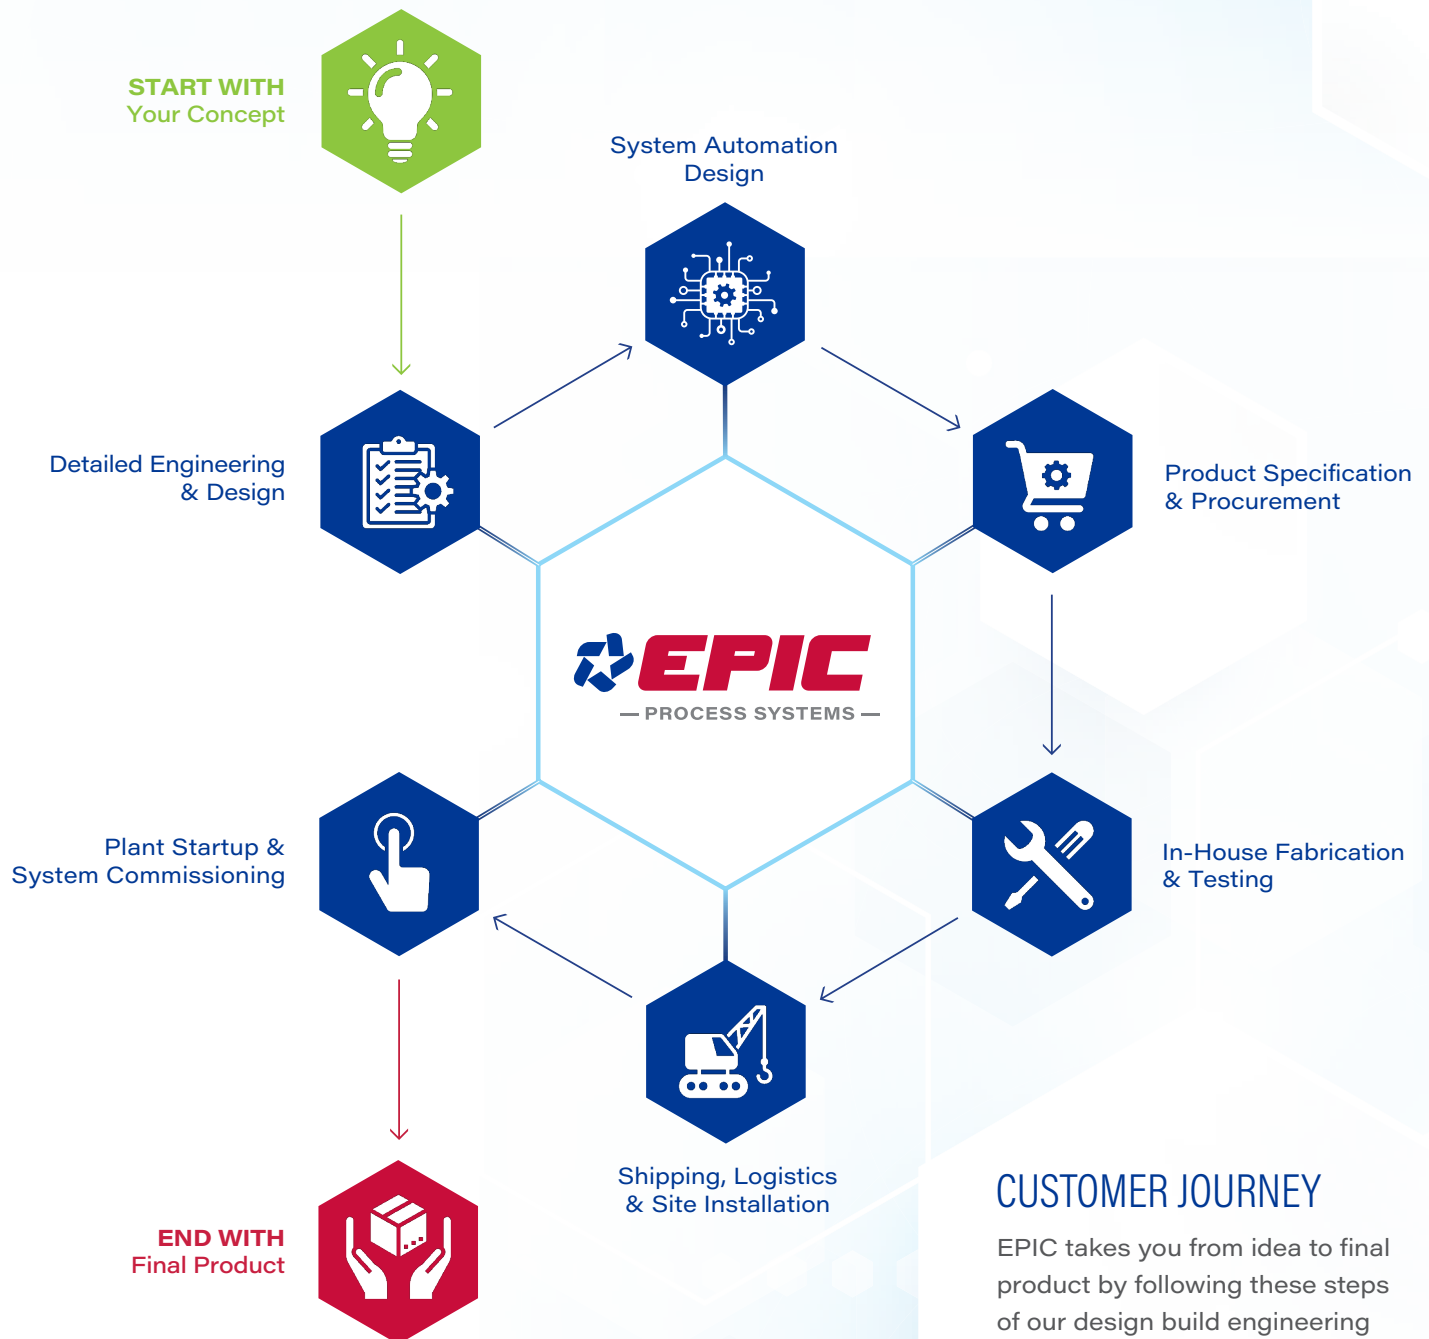 START WITH
Your Concept
System Automation
Design
Detailed Engineering
& Design
Product Specification
& Procurement
EPIC
— PROCESS SYSTEMS —
Plant Startup &
System Commissioning
In-House Fabrication
& Testing
Shipping, Logistics
& Site Installation
END WITH
Final Product
CUSTOMER JOURNEY
EPIC takes you from idea to final
product by following these steps
of our design build engineering